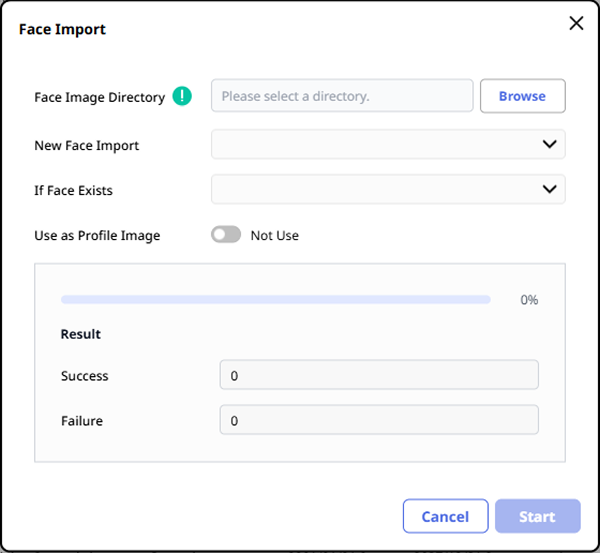 Face Import
Face Image Directory ! Please select a directory. Browse
New Face Import
If Face Exists
Use as Profile Image Not Use
0%
Result
Success 0
Failure 0
Cancel Start